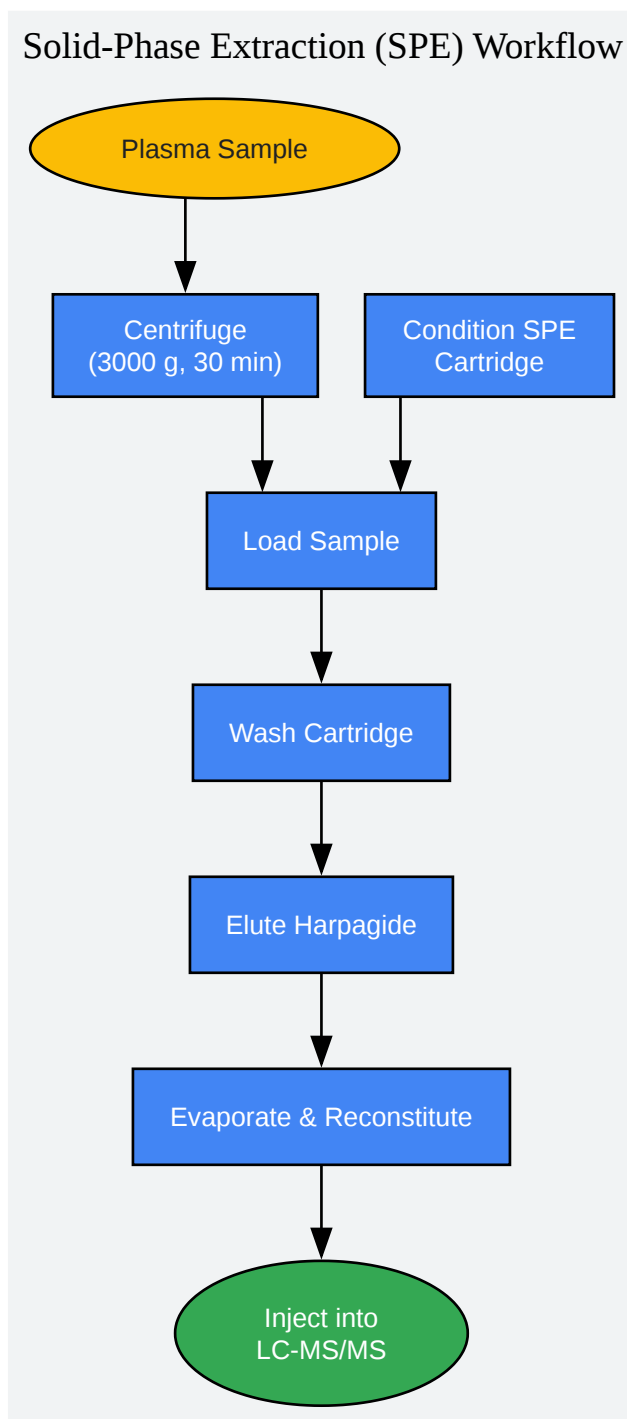 Solid-Phase Extraction (SPE) Workflow
Plasma Sample
Centrifuge
(3000 g, 30 min)
Condition SPE
Cartridge
Load Sample
Wash Cartridge
Elute Harpagide
Evaporate & Reconstitute
Inject into
LC-MS/MS